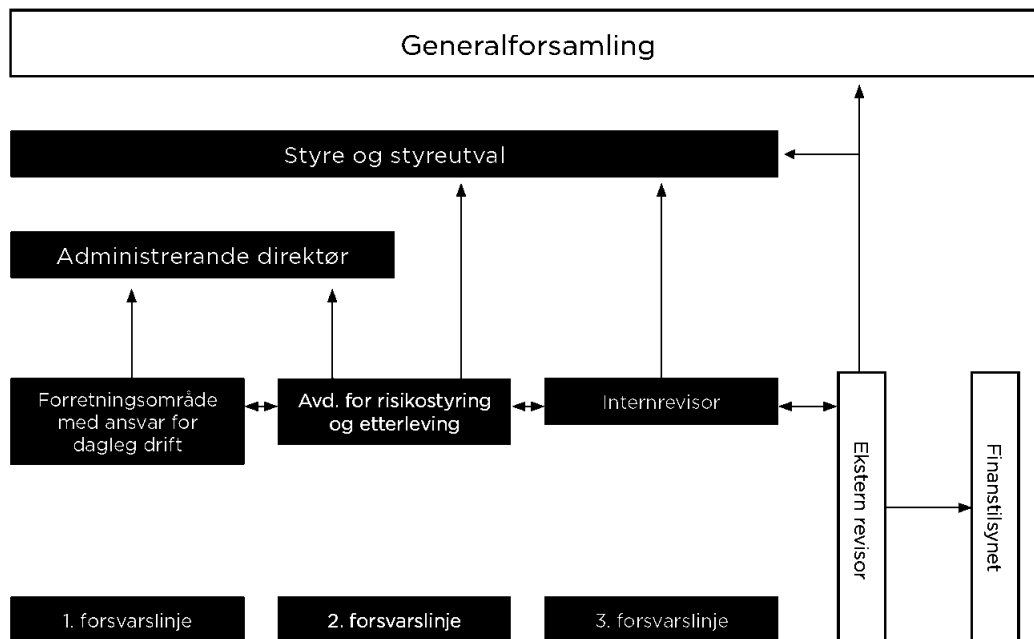 Generalforsamling
Styre og styreutval
Administrerande direktør
Forretningsområde
med ansvar for
dagleg drift
Avd. for risikostyring
og etterleving
Internrevisor
Ekstern revisor
Finanstilsynet
1. forsvarslinje
2. forsvarslinje
3. forsvarslinje